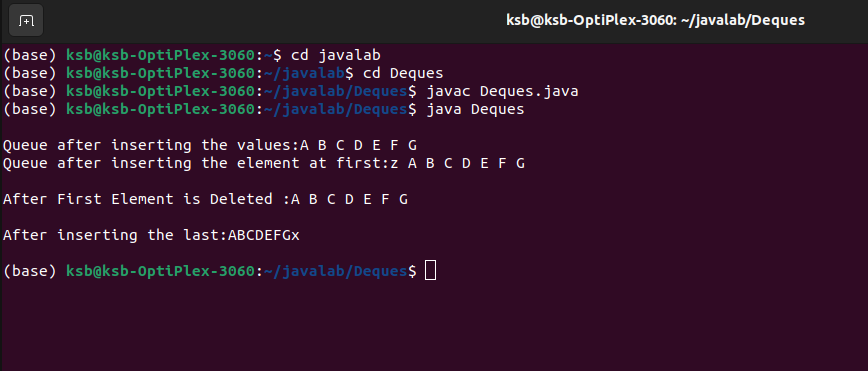 ksb@ksb-OptiPlex-3060: ~/javalab/Deques
(base) ksb@ksb-OptiPlex-3060:~$ cd javalab
(base) ksb@ksb-OptiPlex-3060:~/javalab$ cd Deques
(base) ksb@ksb-OptiPlex-3060:~/javalab/Deques$ javac Deques.java
(base) ksb@ksb-OptiPlex-3060:~/javalab/Deques$ java Deques
Queue after inserting the values:A B C D E F G
Queue after inserting the element at first:z A B C D E F G
After First Element is Deleted :A B C D E F G
After inserting the last:ABCDEFGx
(base) ksb@ksb-OptiPlex-3060:~/javalab/Deques$